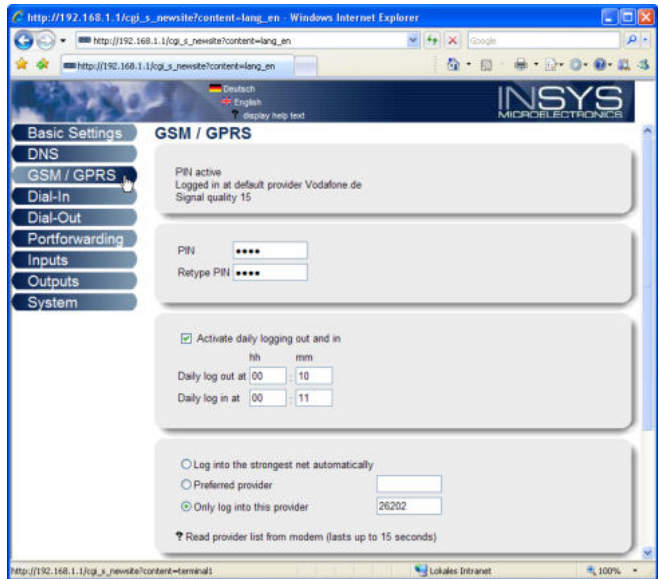 http://192.168.1.1/cgi_s_newsite?content=lang_en - Windows Internet Explorer
http://192.168.1.1/cgi_s_newsite?content=lang_en
Google
http://192.168.1.1/cgi_s_newsite?content=lang_en
Deutsch
English
? display help text
INSYS
MICROELECTRONICS
Basic Settings
DNS
GSM / GPRS
Dial-In
Dial-Out
Portforwarding
Inputs
Outputs
System
GSM / GPRS
PIN active
Logged in at default provider Vodafone.de
Signal quality 15
PIN ••••
Retype PIN ••••
Activate daily logging out and in
hh mm
Daily log out at 00 : 10
Daily log in at 00 : 11
Log into the strongest net automatically
Preferred provider
Only log into this provider 26202
? Read provider list from modem (lasts up to 15 seconds)
http://192.168.1.1/cgi_s_newsite?content=terminal1
Lokales Intranet
100%